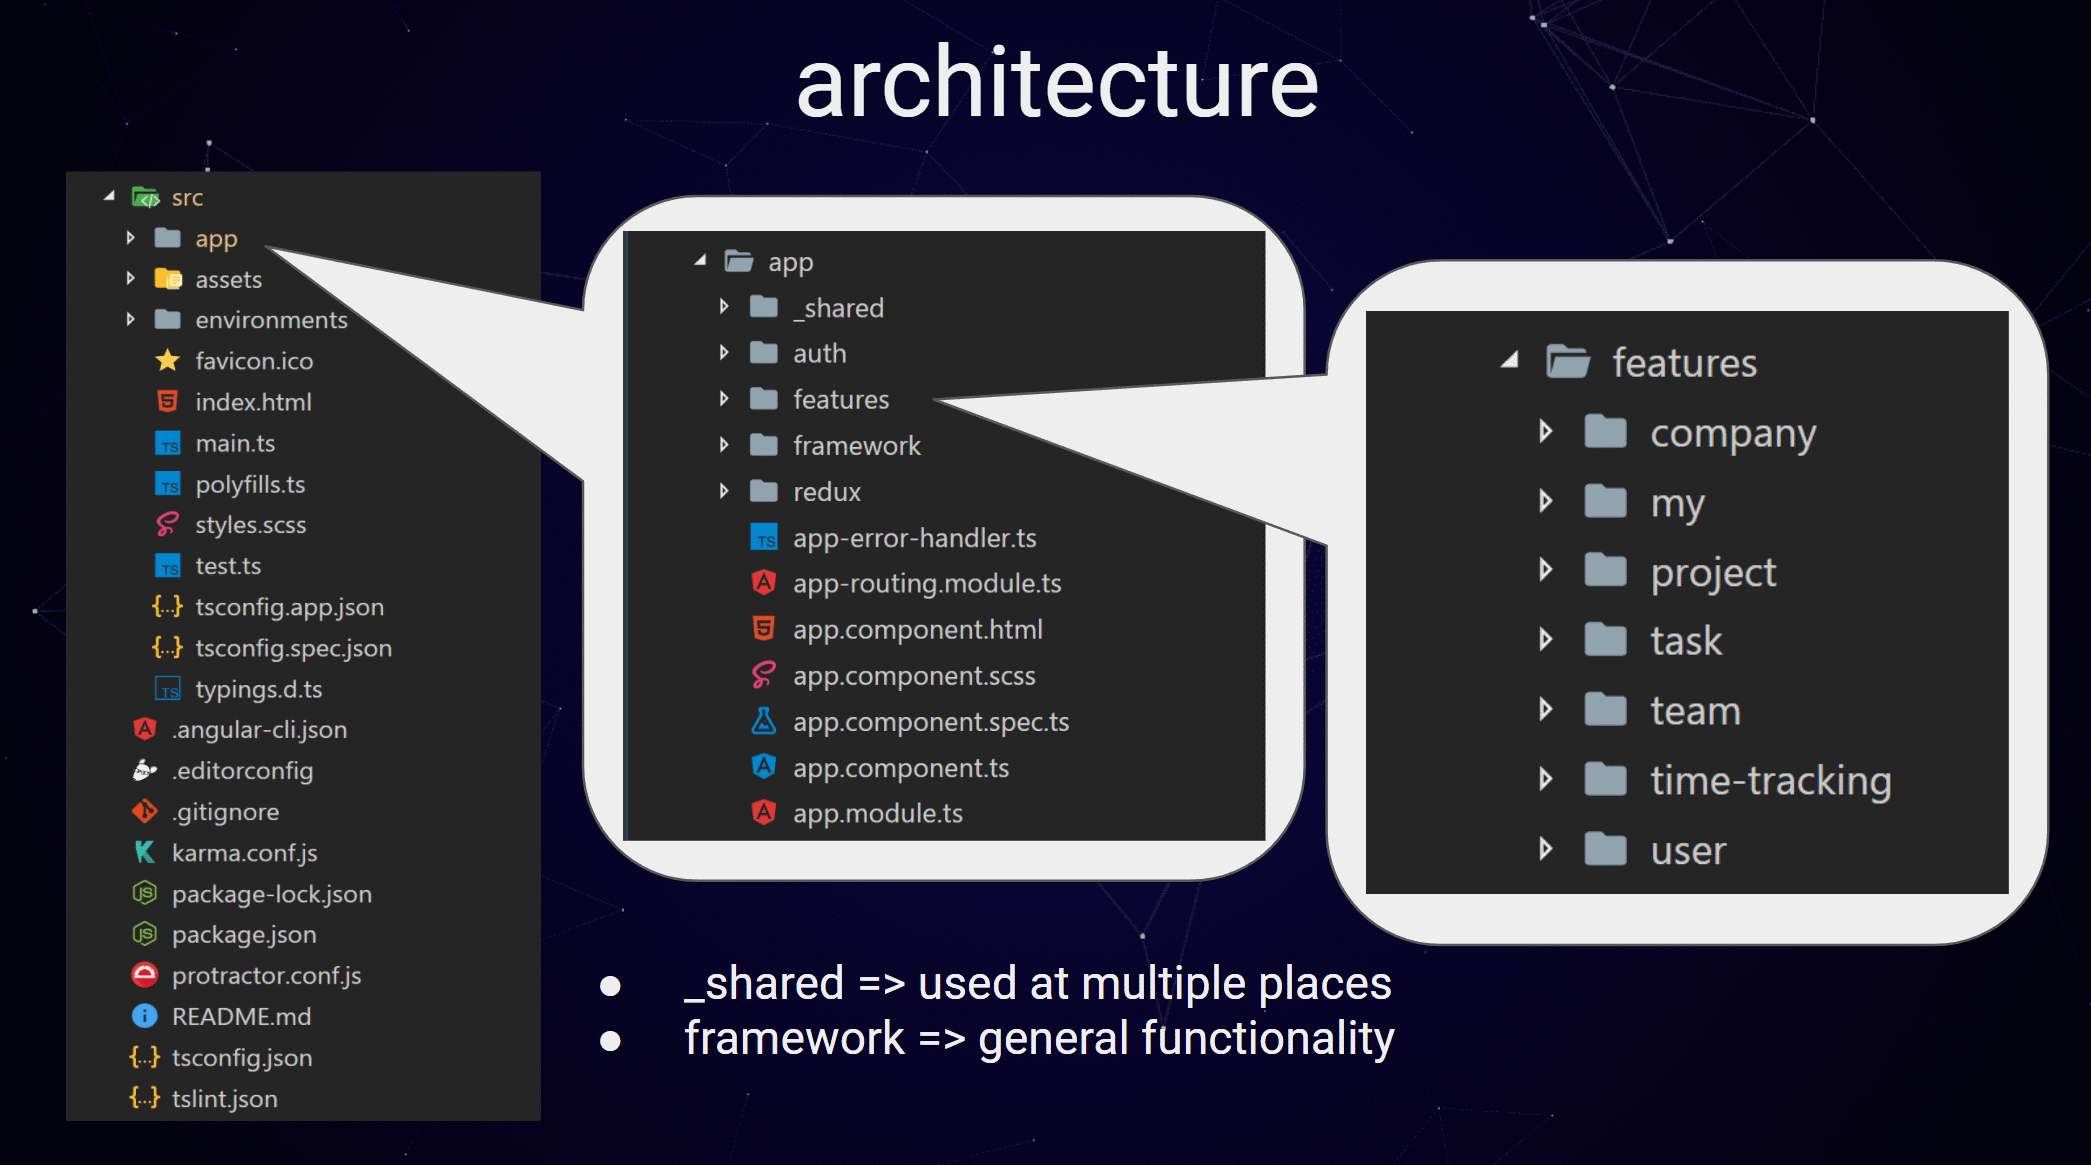 architecture
src
app
assets
environments
favicon.ico
index.html
main.ts
polyfills.ts
styles.scss
test.ts
tsconfig.app.json
tsconfig.spec.json
typings.d.ts
.angular-cli.json
.editorconfig
.gitignore
karma.conf.js
package-lock.json
package.json
protractor.conf.js
README.md
tsconfig.json
tslint.json
app
_shared
auth
features
framework
redux
app-error-handler.ts
app-routing.module.ts
app.component.html
app.component.scss
app.component.spec.ts
app.component.ts
app.module.ts
features
company
my
project
task
team
time-tracking
user
● _shared => used at multiple places
● framework => general functionality